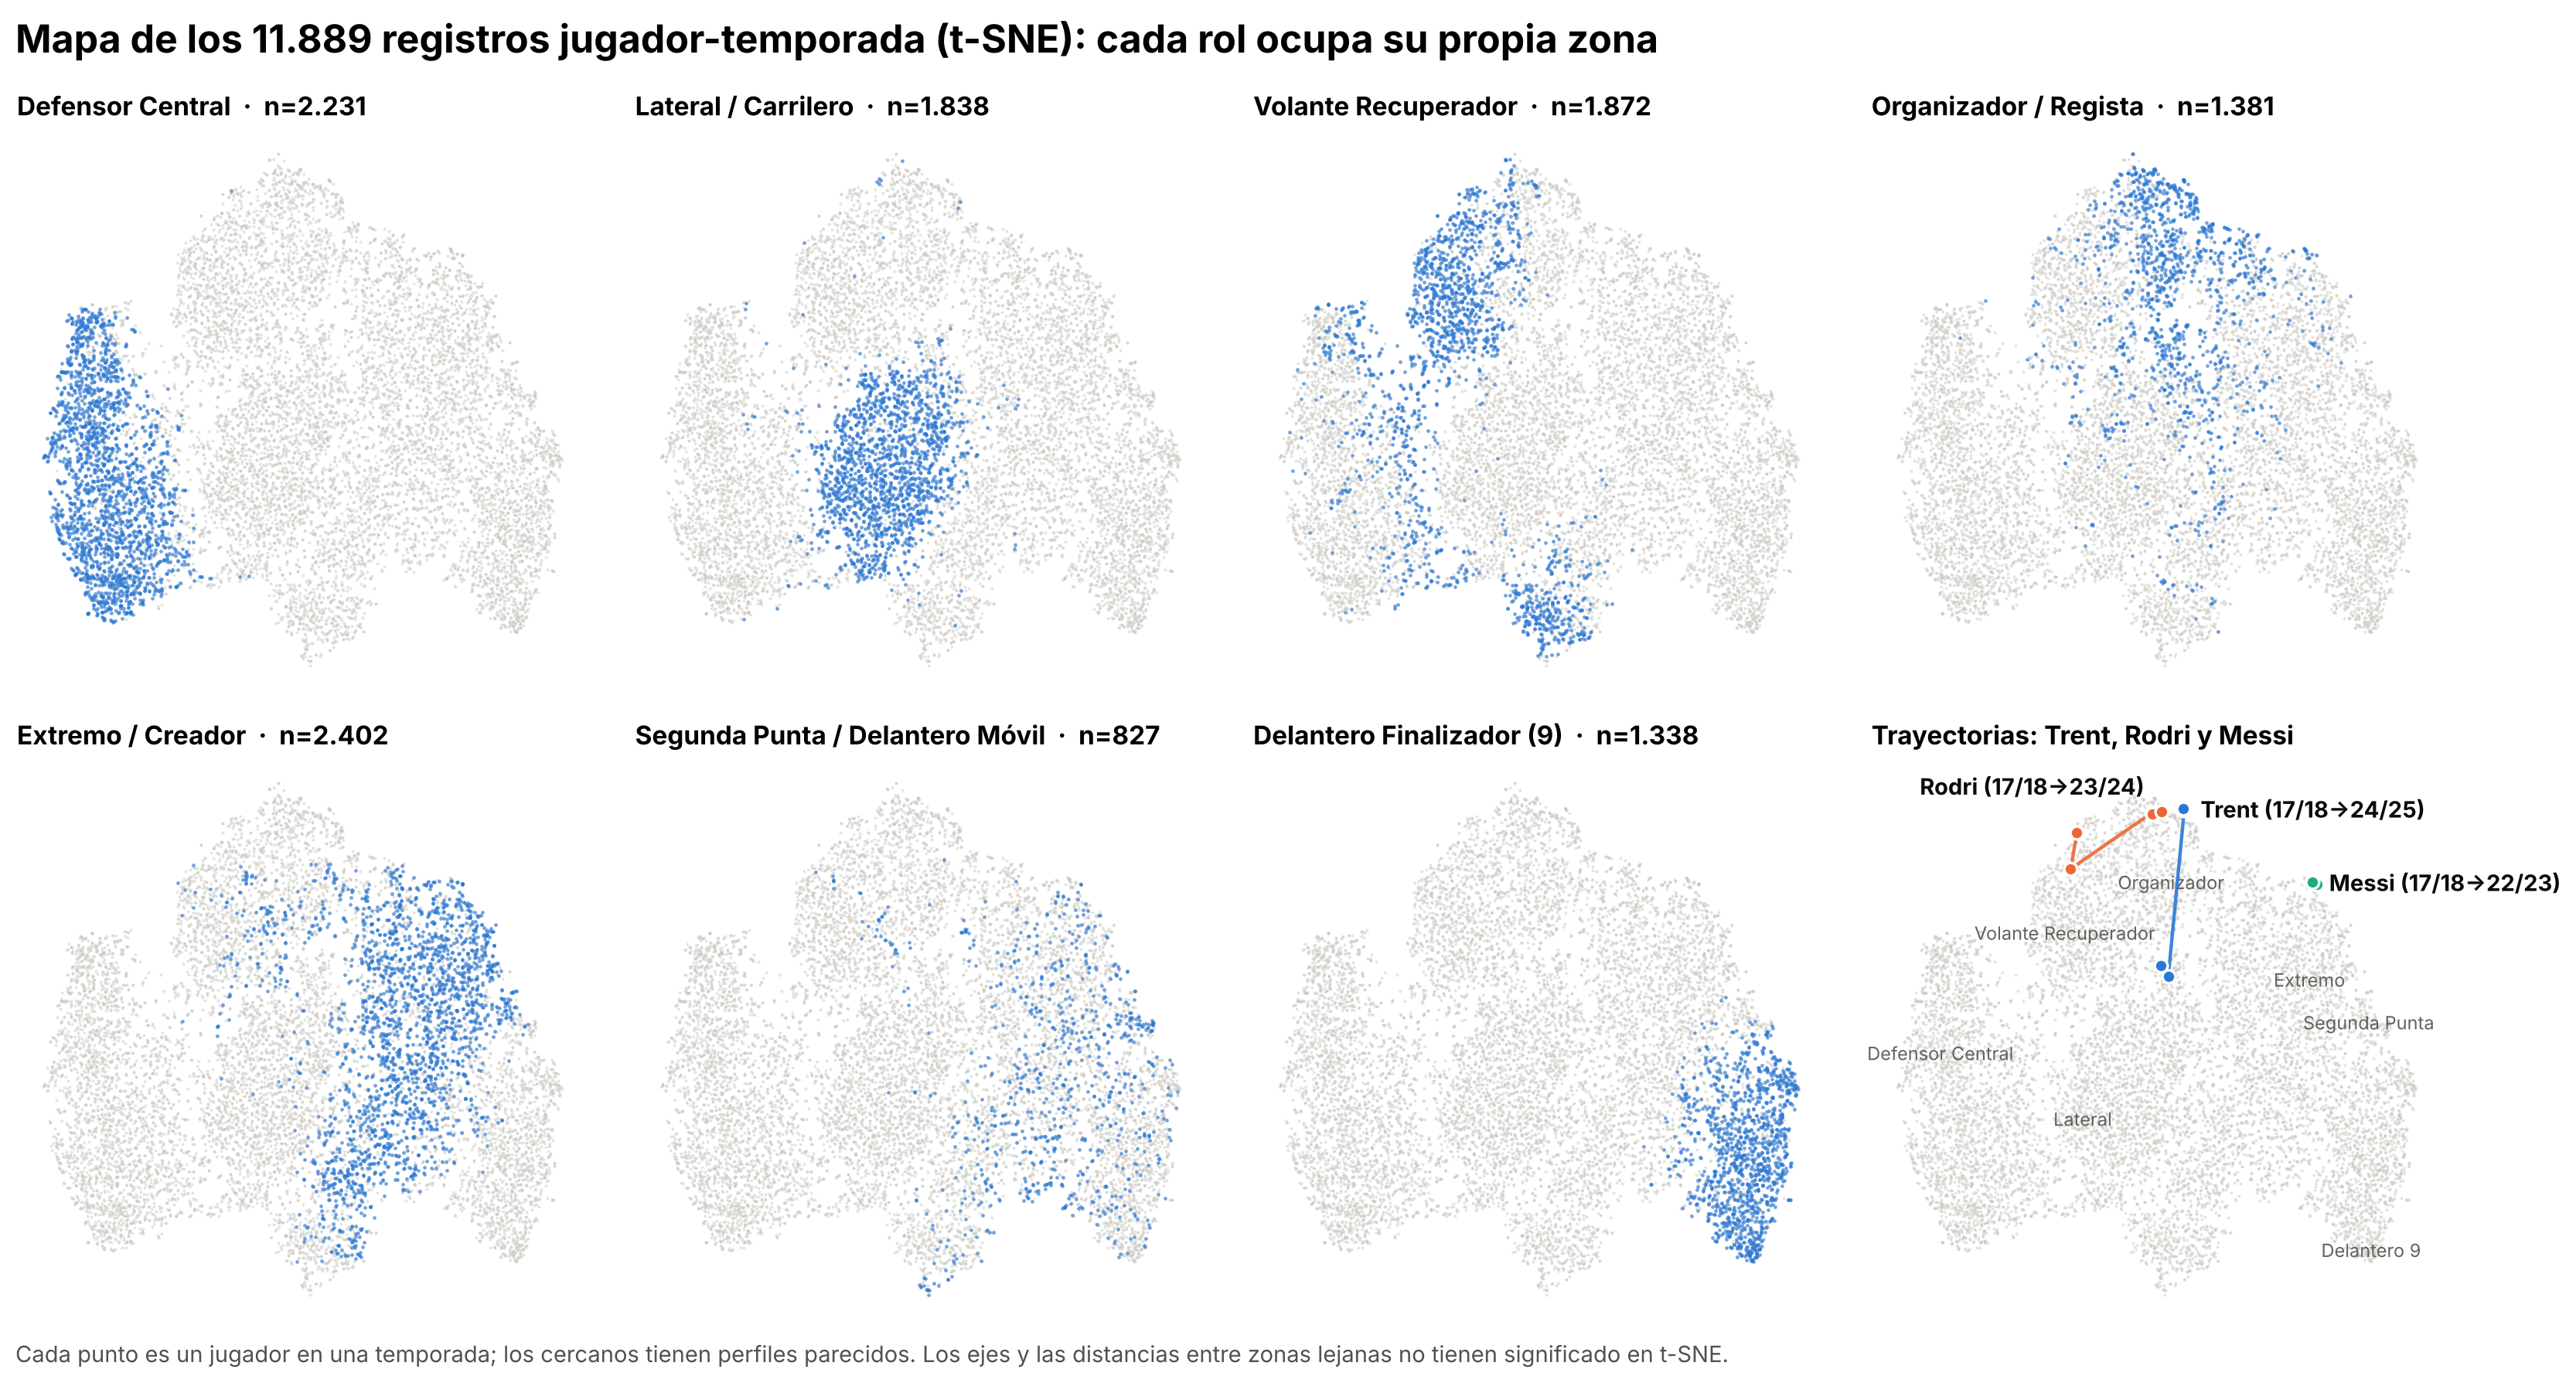 Mapa de los 11.889 registros jugador-temporada (t-SNE): cada rol ocupa su propia zona
Defensor Central · n=2.231
Lateral / Carrilero · n=1.838
Volante Recuperador · n=1.872
Organizador / Regista · n=1.381
Extremo / Creador · n=2.402
Segunda Punta / Delantero Móvil · n=827
Delantero Finalizador (9) · n=1.338
Trayectorias: Trent, Rodri y Messi
Rodri (17/18→23/24)
Trent (17/18→24/25)
Messi (17/18→22/23)
Organizador
Volante Recuperador
Extremo
Segunda Punta
Defensor Central
Lateral
Delantero 9
Cada punto es un jugador en una temporada; los cercanos tienen perfiles parecidos. Los ejes y las distancias entre zonas lejanas no tienen significado en t-SNE.